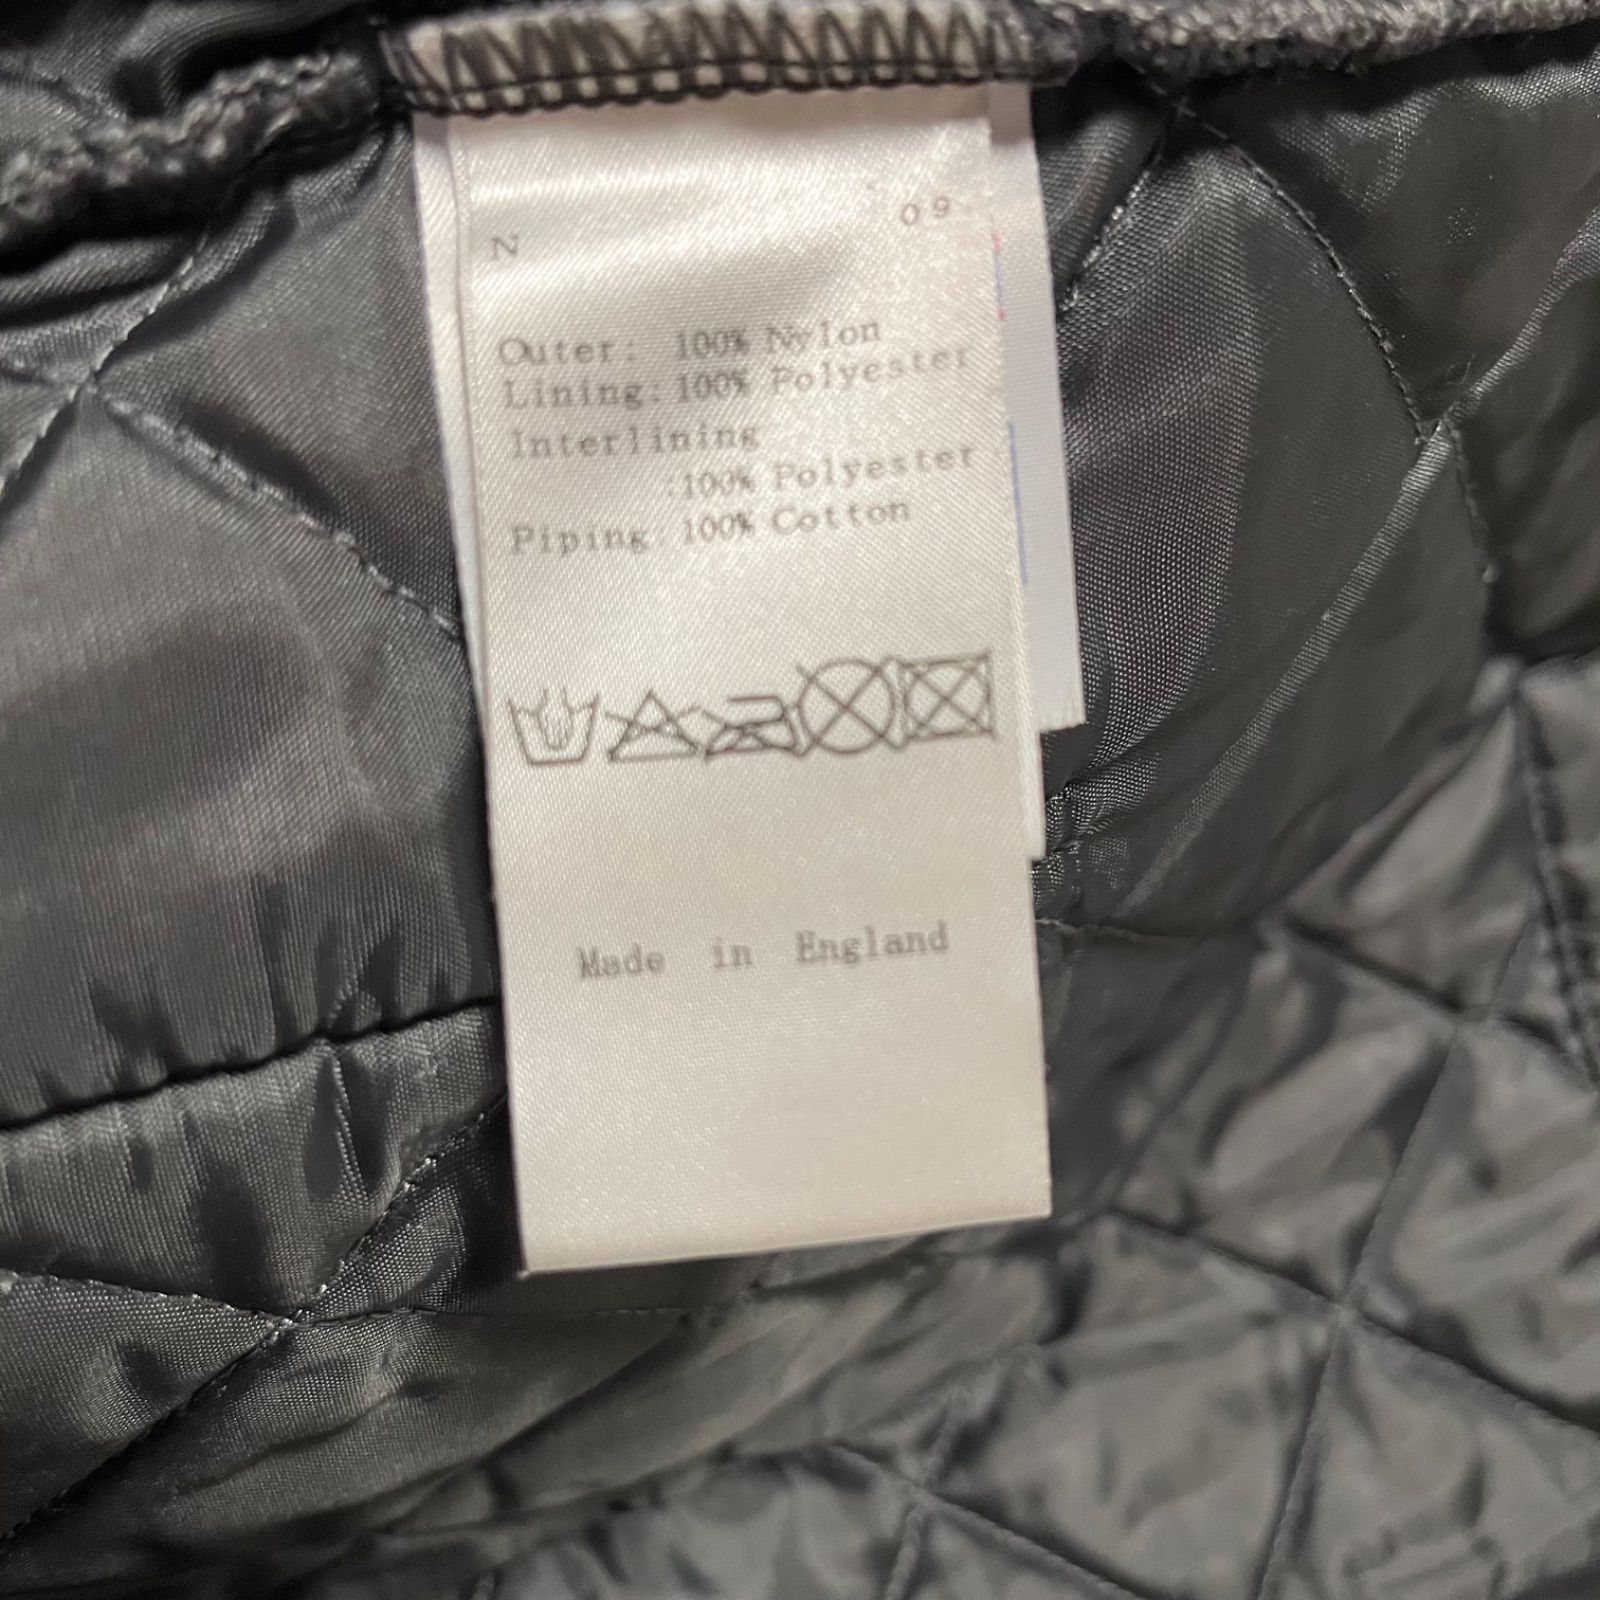 N 09
Outer: 100% Nylon
Lining: 100% Polyester
Interlining
:100% Polyester
Piping: 100% Cotton
Made in England